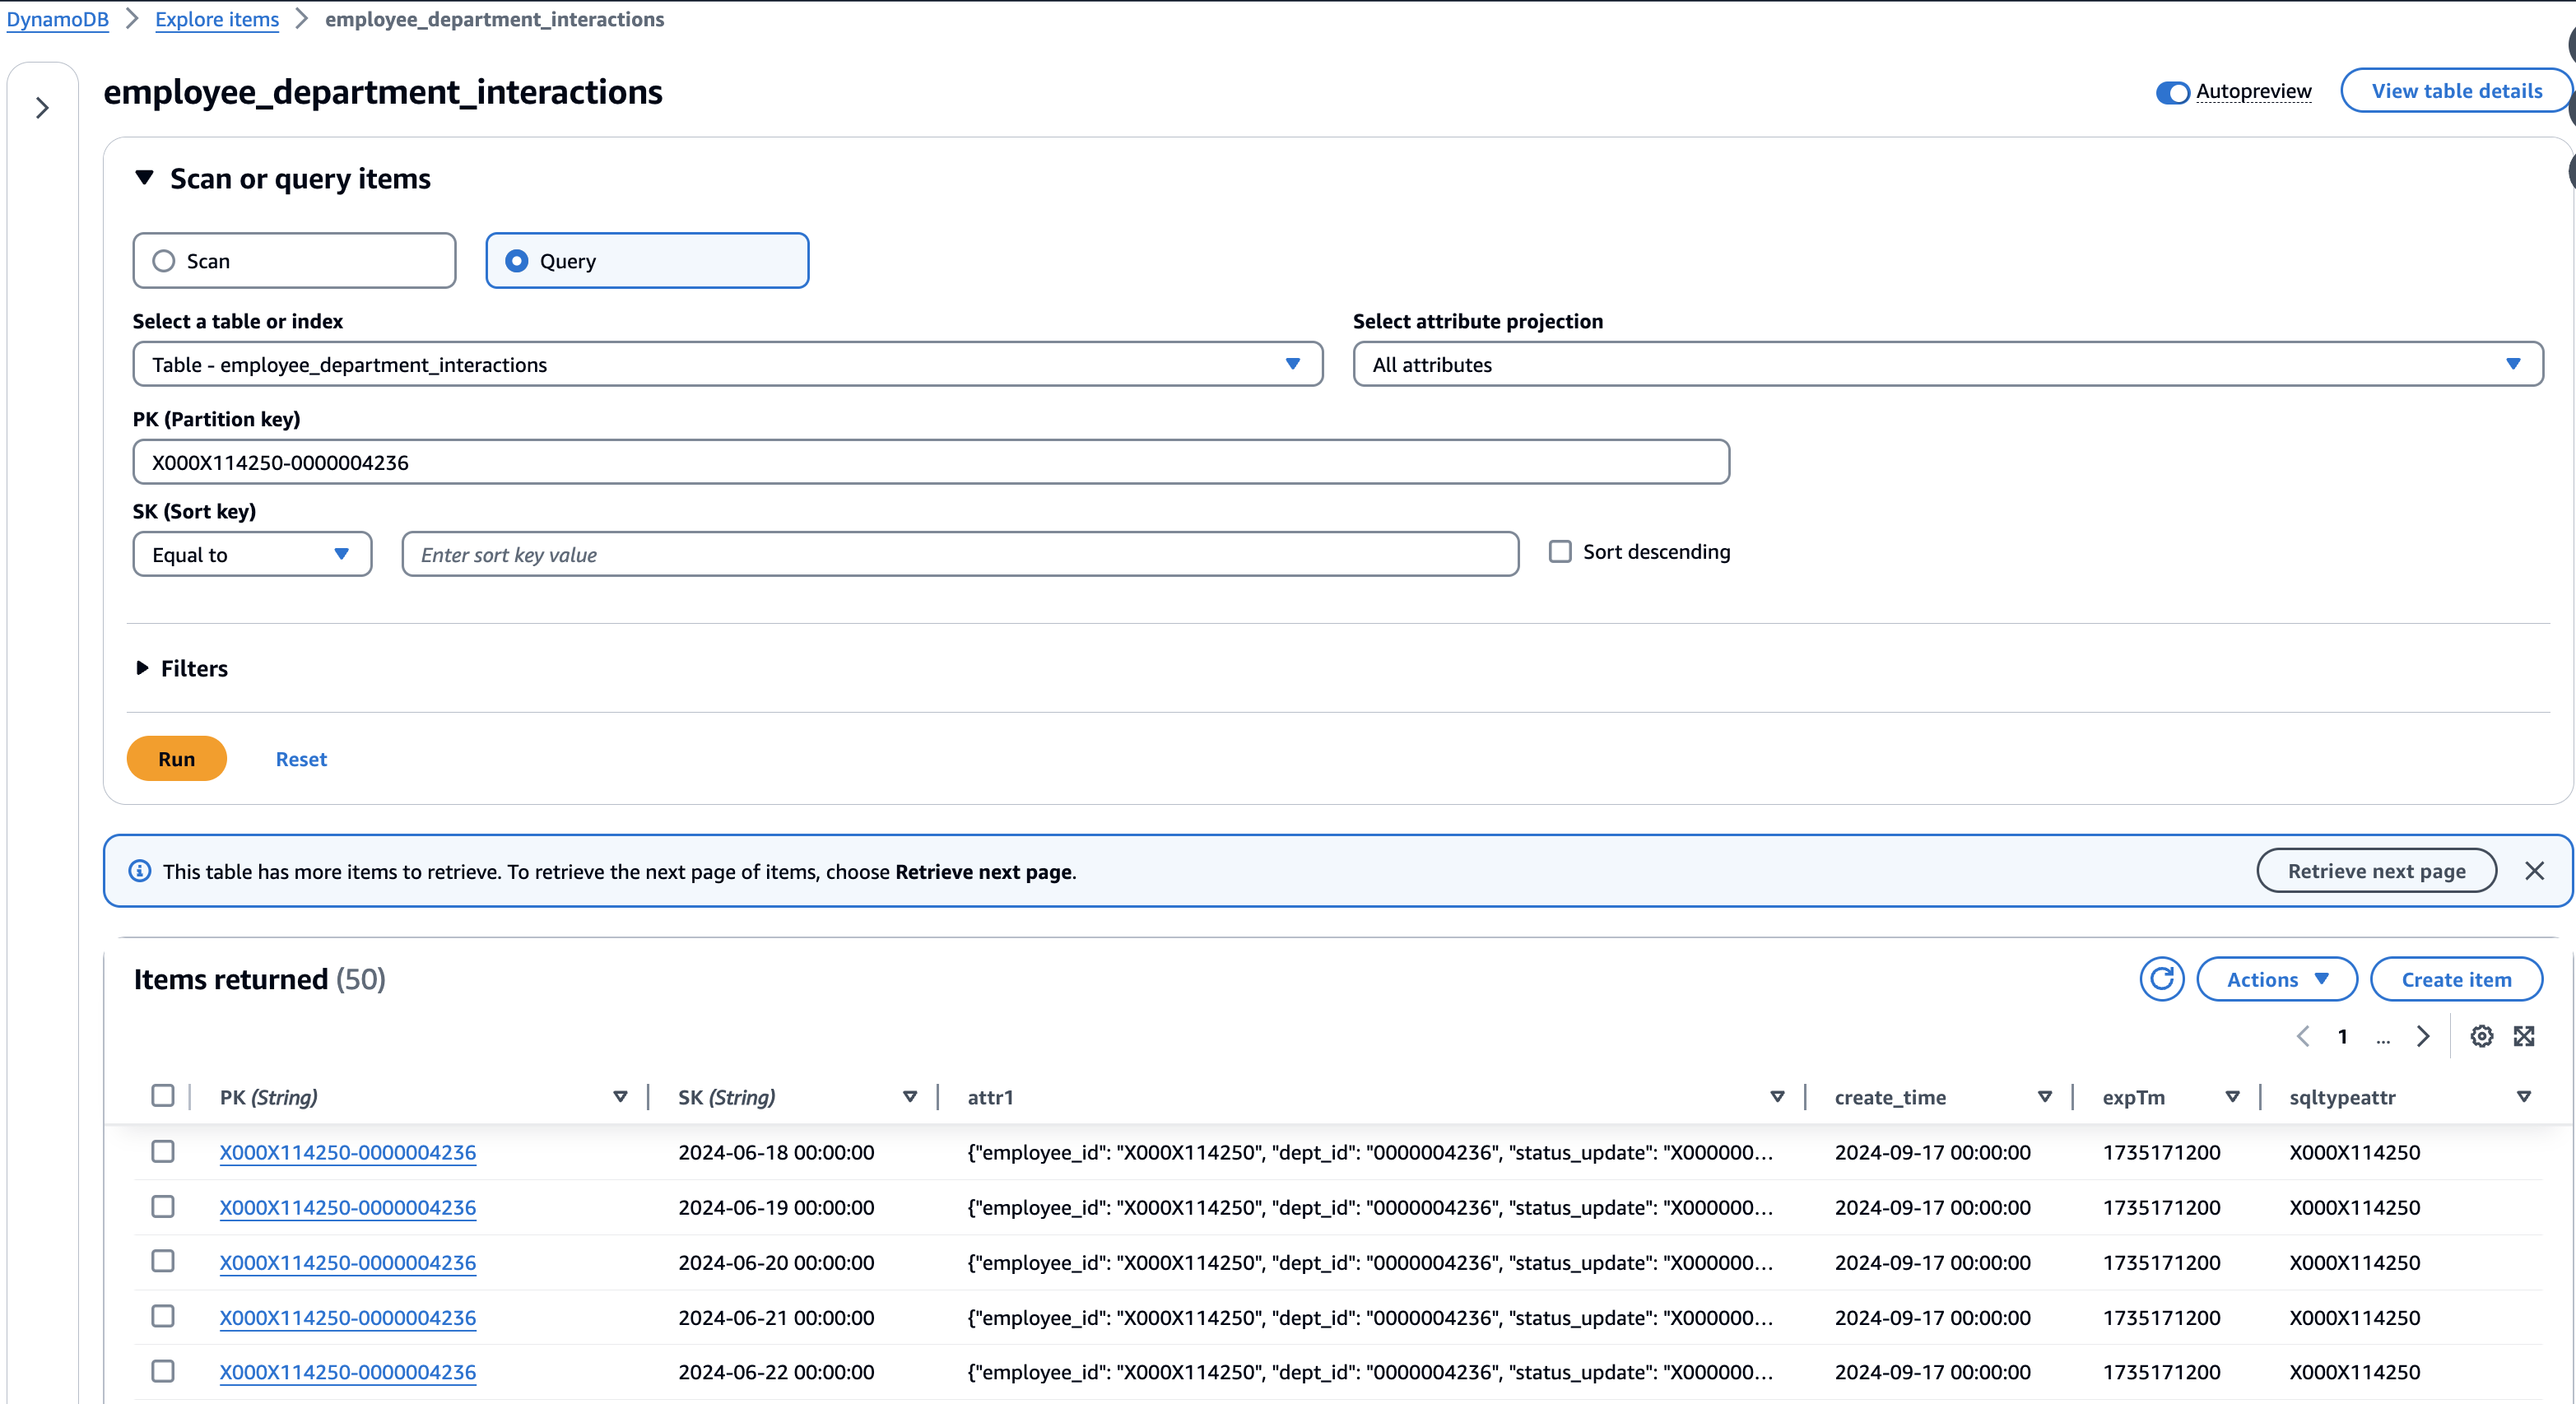 DynamoDB > Explore items > employee_department_interactions
employee_department_interactions
Autopreview
View table details
Scan or query items
Scan
Query
Select a table or index
Select attribute projection
Table - employee_department_interactions
All attributes
PK (Partition key)
X000X114250-0000004236
SK (Sort key)
Equal to
Enter sort key value
Sort descending
Filters
Run
Reset
This table has more items to retrieve. To retrieve the next page of items, choose Retrieve next page.
Retrieve next page
Items returned (50)
Actions
Create item
1 ...
PK (String) SK (String) attr1 create_time expTm sqltypeattr
X000X114250-0000004236 2024-06-18 00:00:00 {"employee_id": "X000X114250", "dept_id": "0000004236", "status_update": "X000000... 2024-09-17 00:00:00 1735171200 X000X114250
X000X114250-0000004236 2024-06-19 00:00:00 {"employee_id": "X000X114250", "dept_id": "0000004236", "status_update": "X000000... 2024-09-17 00:00:00 1735171200 X000X114250
X000X114250-0000004236 2024-06-20 00:00:00 {"employee_id": "X000X114250", "dept_id": "0000004236", "status_update": "X000000... 2024-09-17 00:00:00 1735171200 X000X114250
X000X114250-0000004236 2024-06-21 00:00:00 {"employee_id": "X000X114250", "dept_id": "0000004236", "status_update": "X000000... 2024-09-17 00:00:00 1735171200 X000X114250
X000X114250-0000004236 2024-06-22 00:00:00 {"employee_id": "X000X114250", "dept_id": "0000004236", "status_update": "X000000... 2024-09-17 00:00:00 1735171200 X000X114250